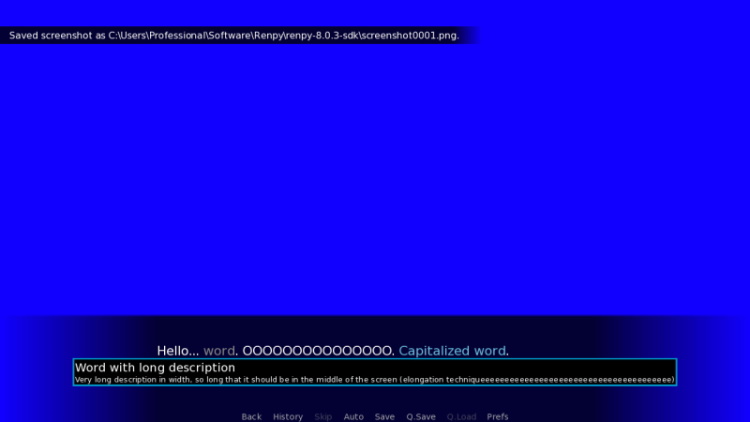 Saved screenshot as C:\Users\Professional\Software\Renpy\renpy-8.0.3-sdk\screenshot0001.png.
Hello... word. OOOOOOOOOOOOOOO. Capitalized word.
Word with long description
Very long description in width, so long that it should be in the middle of the screen (elongation techniqueeeeeeeeeeeeeeeeeeeeeeeeeeeeeeeeeeeeeeee)
Back History Skip Auto Save Q.Save Q.Load Prefs